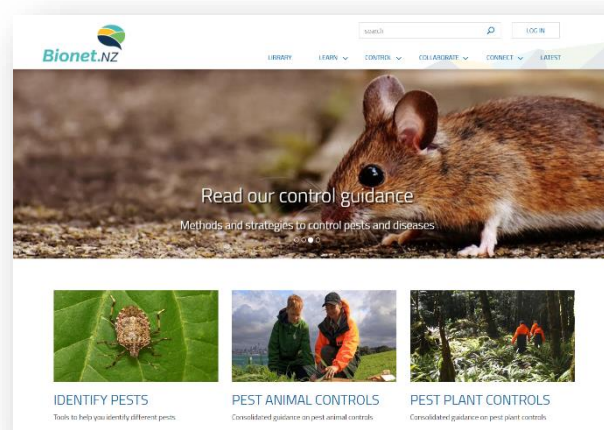 search
LOG IN
Bionet.NZ
LIBRARY LEARN CONTROL COLLABORATE CONNECT LATEST
Read our control guidance
Methods and strategies to control pests and diseases
IDENTIFY PESTS PEST ANIMAL CONTROLS PEST PLANT CONTROLS
Tools to help you identify different pests Consolidated guidance on pest animal controls Consolidated guidance on pest plant controls